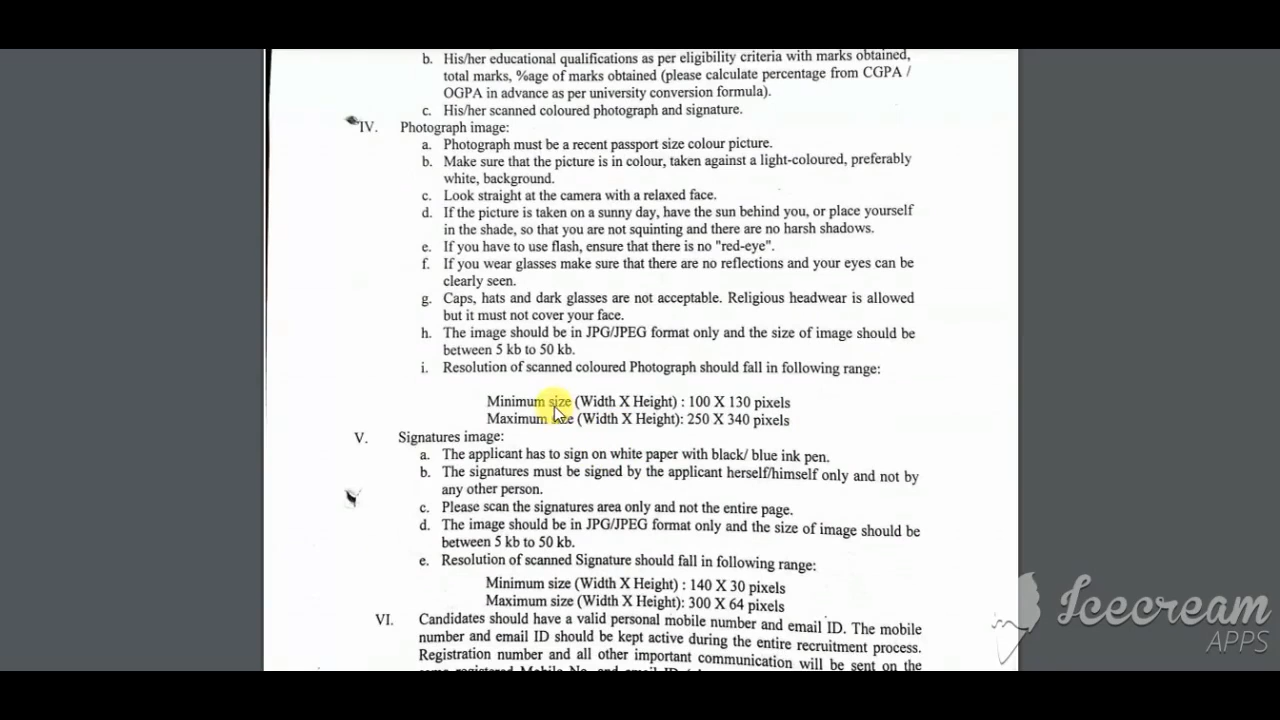 b. His/her educational qualifications as per eligibility criteria with marks obtained,
total marks, %age of marks obtained (please calculate percentage from CGPA /
OGPA in advance as per university conversion formula).
c. His/her scanned coloured photograph and signature.
IV. Photograph image:
a. Photograph must be a recent passport size colour picture.
b. Make sure that the picture is in colour, taken against a light-coloured, preferably
white, background.
c. Look straight at the camera with a relaxed face.
d. If the picture is taken on a sunny day, have the sun behind you, or place yourself
in the shade, so that you are not squinting and there are no harsh shadows.
e. If you have to use flash, ensure that there is no "red-eye".
f. If you wear glasses make sure that there are no reflections and your eyes can be
clearly seen.
g. Caps, hats and dark glasses are not acceptable. Religious headwear is allowed
but it must not cover your face.
h. The image should be in JPG/JPEG format only and the size of image should be
between 5 kb to 50 kb.
i. Resolution of scanned coloured Photograph should fall in following range:
Minimum size (Width X Height) : 100 X 130 pixels
Maximum size (Width X Height): 250 X 340 pixels
V. Signatures image:
a. The applicant has to sign on white paper with black/ blue ink pen.
b. The signatures must be signed by the applicant herself/himself only and not by
any other person.
c. Please scan the signatures area only and not the entire page.
d. The image should be in JPG/JPEG format only and the size of image should be
between 5 kb to 50 kb.
e. Resolution of scanned Signature should fall in following range:
Minimum size (Width X Height) : 140 X 30 pixels
Maximum size (Width X Height): 300 X 64 pixels
VI. Candidates should have a valid personal mobile number and email ID. The mobile
number and email ID should be kept active during the entire recruitment process.
Registration number and all other important communication will be sent on the
registered Mobile No. and email ID
Icecream
APPS